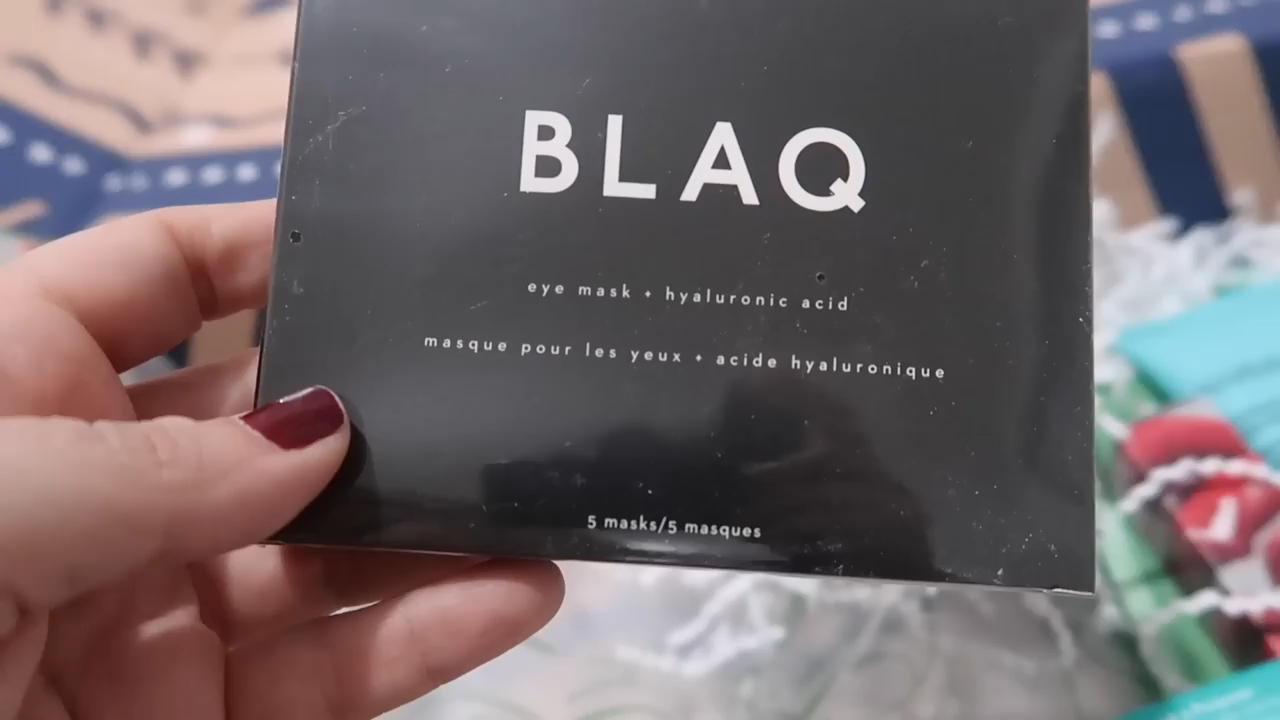 BLAQ
eye mask + hyaluronic acid
masque pour les yeux + acide hyaluronique
5 masks/5 masques